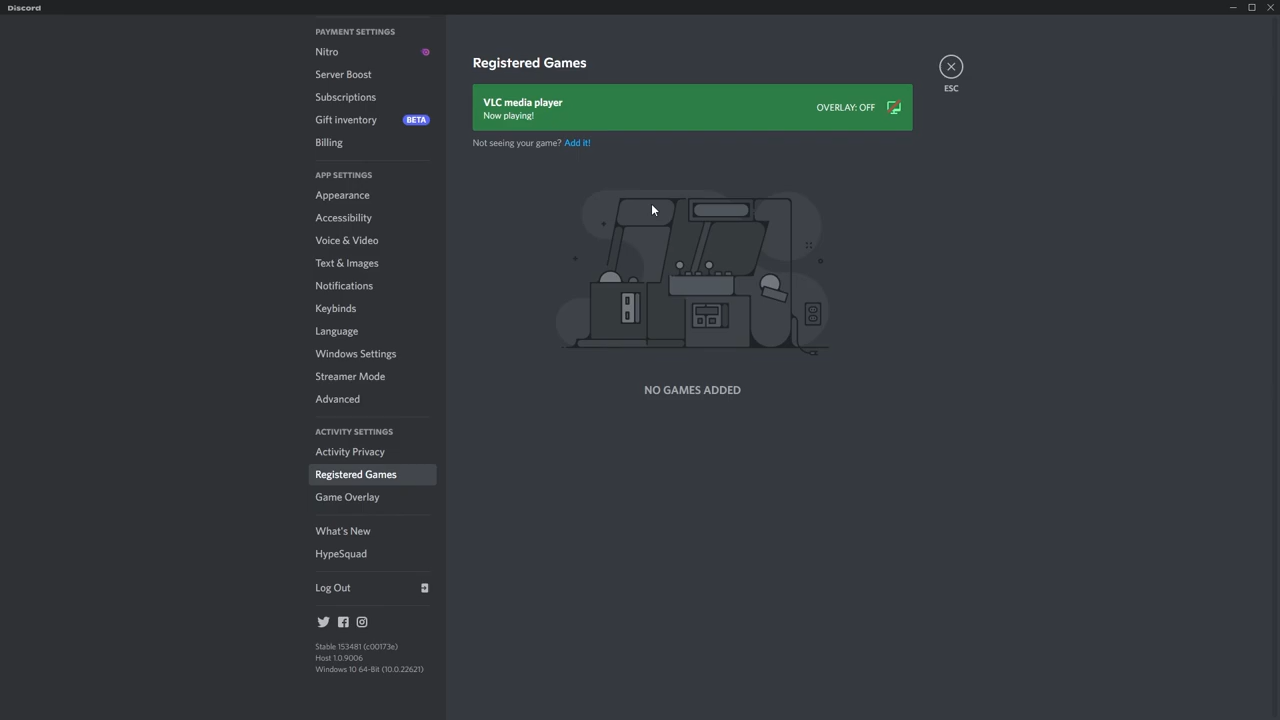 Discord
PAYMENT SETTINGS
Nitro
Server Boost
Subscriptions
Gift inventory BETA
Billing
APP SETTINGS
Appearance
Accessibility
Voice & Video
Text & Images
Notifications
Keybinds
Language
Windows Settings
Streamer Mode
Advanced
ACTIVITY SETTINGS
Activity Privacy
Registered Games
Game Overlay
What's New
HypeSquad
Log Out
Stable 153481 (c00173e)
Host 1.0.9006
Windows 10 64-Bit (10.0.22621)
Registered Games
VLC media player
Now playing!
OVERLAY: OFF
Not seeing your game? Add it!
NO GAMES ADDED
ESC